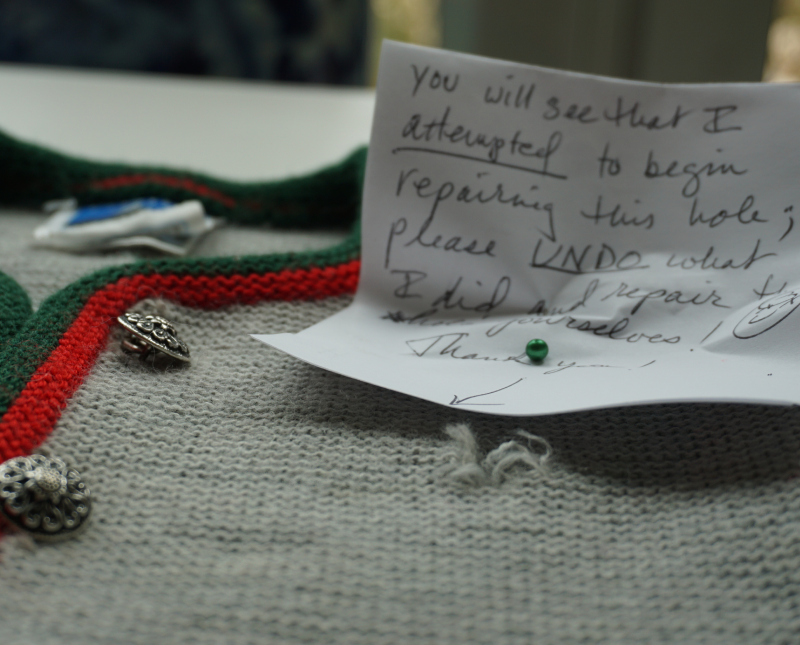 you will see that I
attempted to begin
repairing this hole;
please UNDO what
I did and repair
yourselves!
Thank you!